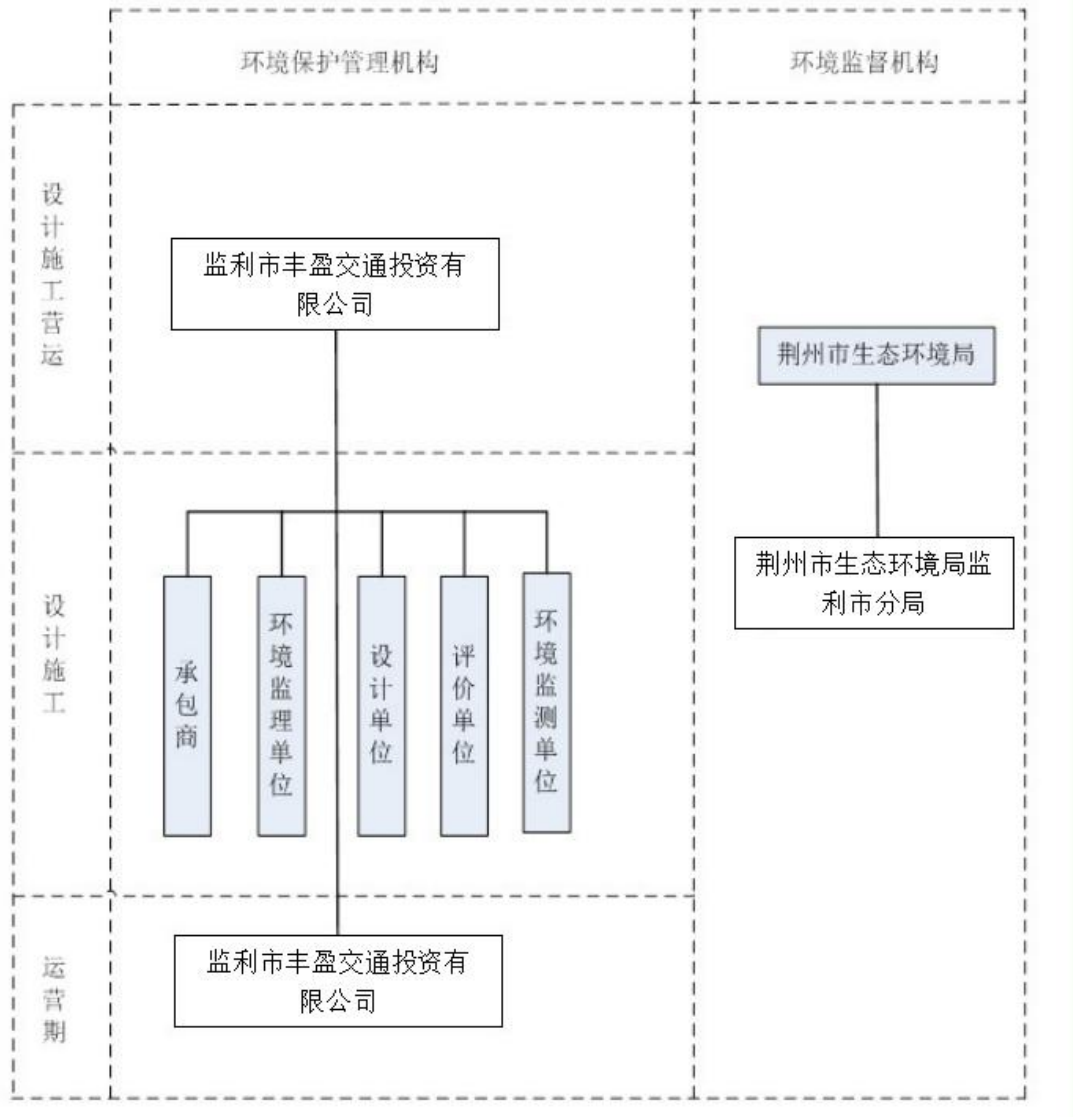 环境保护管理机构
环境监督机构
设计施工营运
监利市丰盈交通投资有
限公司
荆州市生态环境局
荆州市生态环境局监
利市分局
设计施工
承包商
环境监理单位
设计单位
评价单位
环境监测单位
运营期
监利市丰盈交通投资有
限公司